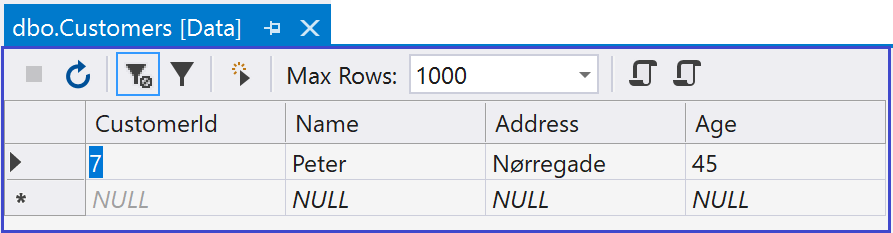 dbo.Customers [Data]
Max Rows: 1000
CustomerId Name Address Age
7 Peter Nørregade 45
* NULL NULL NULL NULL